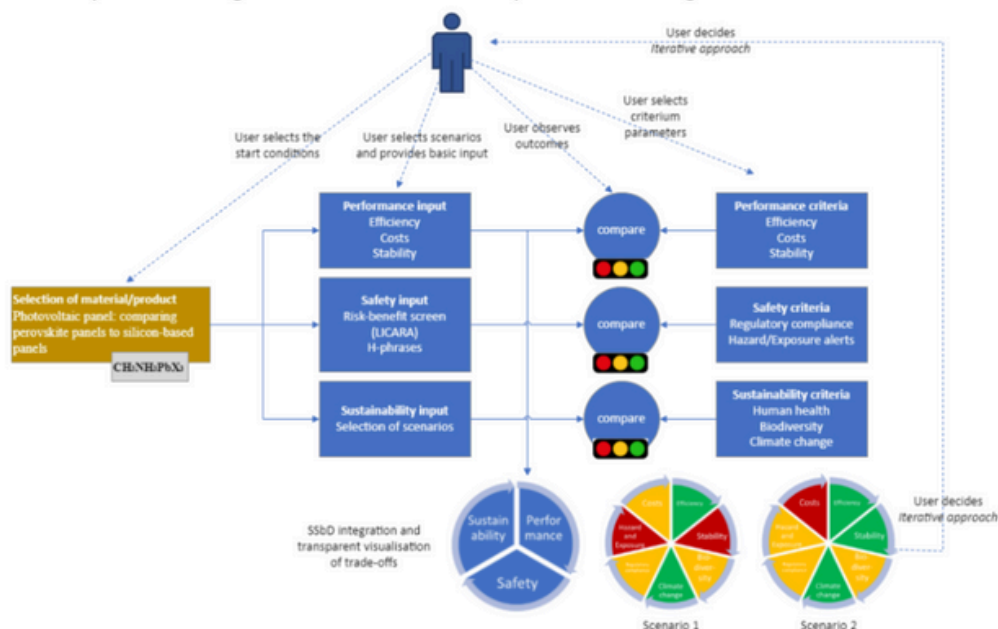 User decides
Iterative approach
User selects
criterium
parameters
User selects the
start conditions
User selects scenarios
and provides basic input
User observes
outcomes
Performance input
Efficiency
Costs
Stability
compare
Performance criteria
Efficiency
Costs
Stability
Selection of material/product
Photovoltaic panel: comparing
perovskite panels to silicon-based
panels
CH₃NH₃PbX₃
Safety input
Risk-benefit screen
(LICARA)
H-phrases
compare
Safety criteria
Regulatory compliance
Hazard/Exposure alerts
Sustainability input
Selection of scenarios
compare
Sustainability criteria
Human health
Biodiversity
Climate change
SSbD integration and
transparent visualisation
of trade-offs
Sustain
ability
Perfor
mance
Safety
Costs
Efficiency
Hazard and
Exposure
Stability
Bio
diver-
sity
Climate
change
Scenario 1
Costs
Efficiency
Hazard and
Exposure
Stability
Bio
diver-
sity
Climate
change
Scenario 2
User decides
Iterative approach